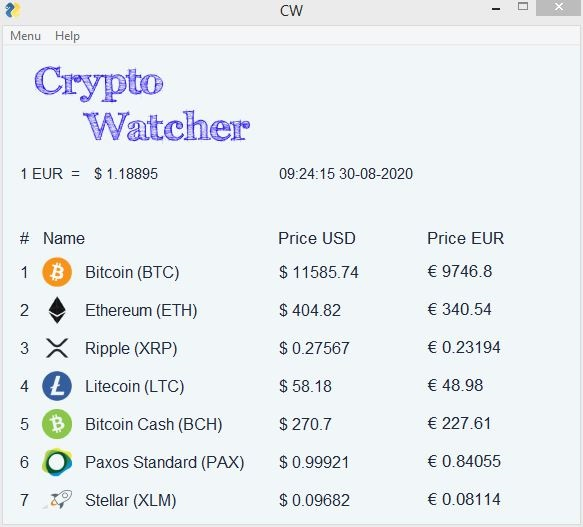 CW
Menu Help
Crypto
Watcher
1 EUR = $ 1.18895 09:24:15 30-08-2020
# Name Price USD Price EUR
1 Bitcoin (BTC) $ 11585.74 € 9746.8
2 Ethereum (ETH) $ 404.82 € 340.54
3 Ripple (XRP) $ 0.27567 € 0.23194
4 Litecoin (LTC) $ 58.18 € 48.98
5 Bitcoin Cash (BCH) $ 270.7 € 227.61
6 Paxos Standard (PAX) $ 0.99921 € 0.84055
7 Stellar (XLM) $ 0.09682 € 0.08114